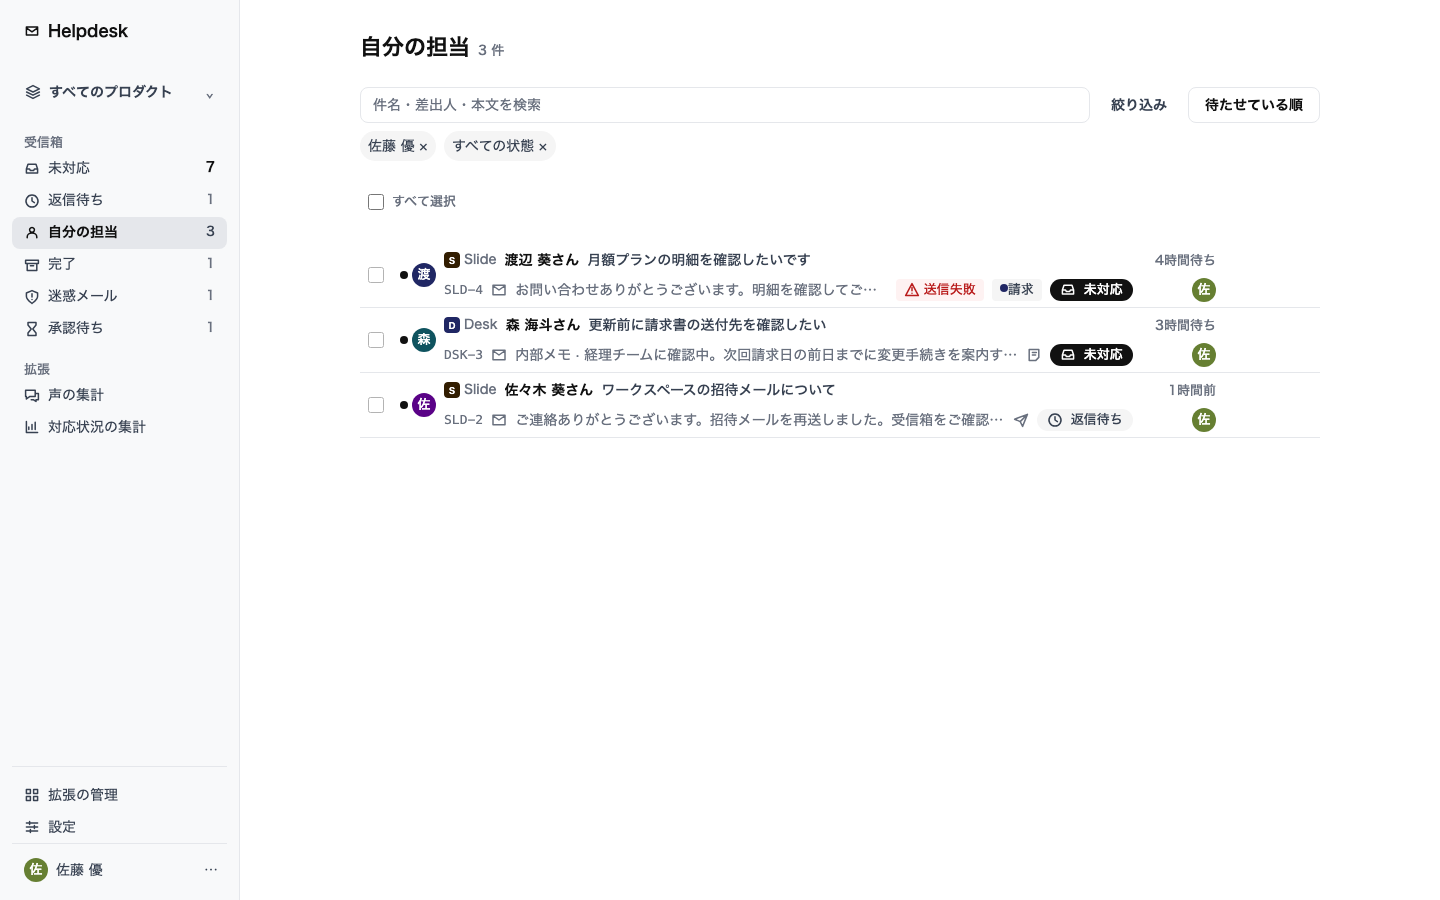 Helpdesk
すべてのプロダクト
受信箱
未対応 7
返信待ち 1
自分の担当 3
完了 1
迷惑メール 1
承認待ち 1
拡張
声の集計
対応状況の集計
拡張の管理
設定
佐 佐藤 優 …
自分の担当 3 件
件名・差出人・本文を検索 絞り込み 待たせている順
佐藤 優 × すべての状態 ×
すべて選択
渡 S Slide 渡辺 葵さん 月額プランの明細を確認したいです 4時間待ち
SLD-4 お問い合わせありがとうございます。明細を確認してご… 送信失敗 請求 未対応 佐
森 D Desk 森 海斗さん 更新前に請求書の送付先を確認したい 3時間待ち
DSK-3 内部メモ · 経理チームに確認中。次回請求日の前日までに変更手続きを案内す… 未対応 佐
佐 S Slide 佐々木 葵さん ワークスペースの招待メールについて 1時間前
SLD-2 ご連絡ありがとうございます。招待メールを再送しました。受信箱をご確認… 返信待ち 佐